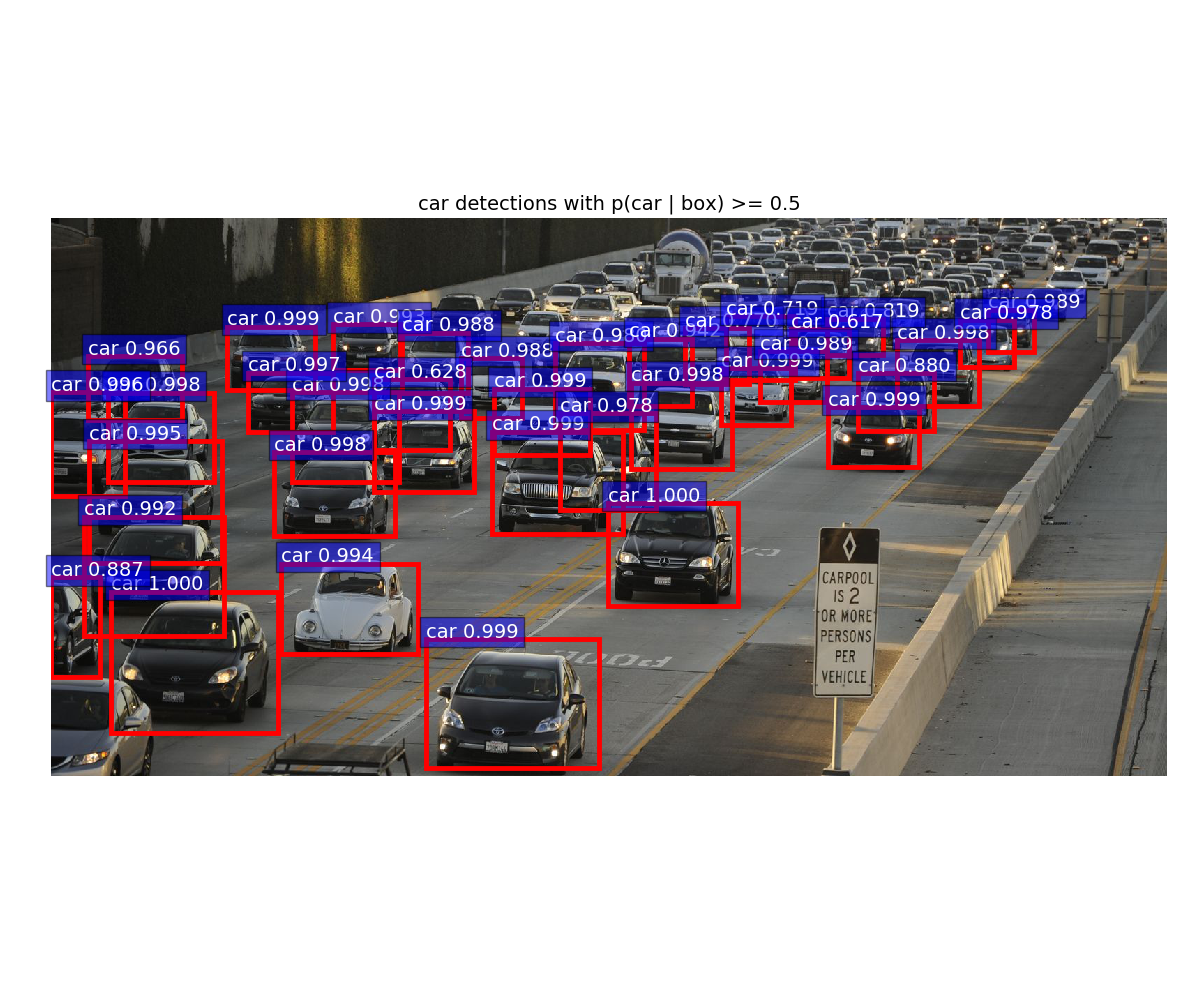 car detections with p(car | box) >= 0.5
car 0.989
car 0.978
car 0.719
car 0.819
car 0.999
car 0.988
car 0.617
car 0.998
car 0.989
car 0.966
car 0.988
car 0.999
car 0.997
car 0.628
car 0.998
car 0.880
car 0.996
0.998
car 0.998
car 0.999
car 0.999
car 0.978
car 0.999
car 0.995
car 0.999
car 0.998
car 1.000
car 0.992
car 0.994
car 0.887
car 1.000
car 0.999
CARPOOL
IS 2
OR MORE
PERSONS
PER
VEHICLE
POOL